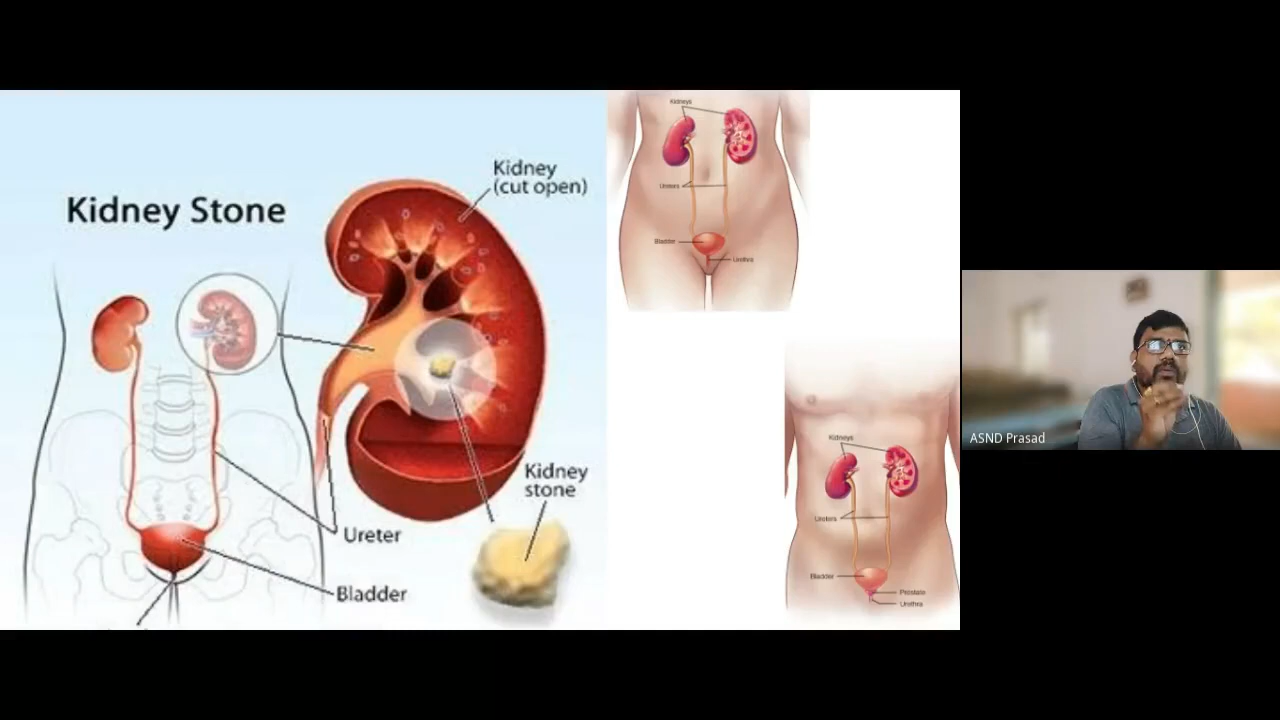 Kidney Stone
Kidney
(cut open)
Kidney
stone
Ureter
Bladder
Kidneys
Ureters
Bladder
Urethra
Kidneys
Ureters
Bladder
Prostate
Urethra
ASND Prasad